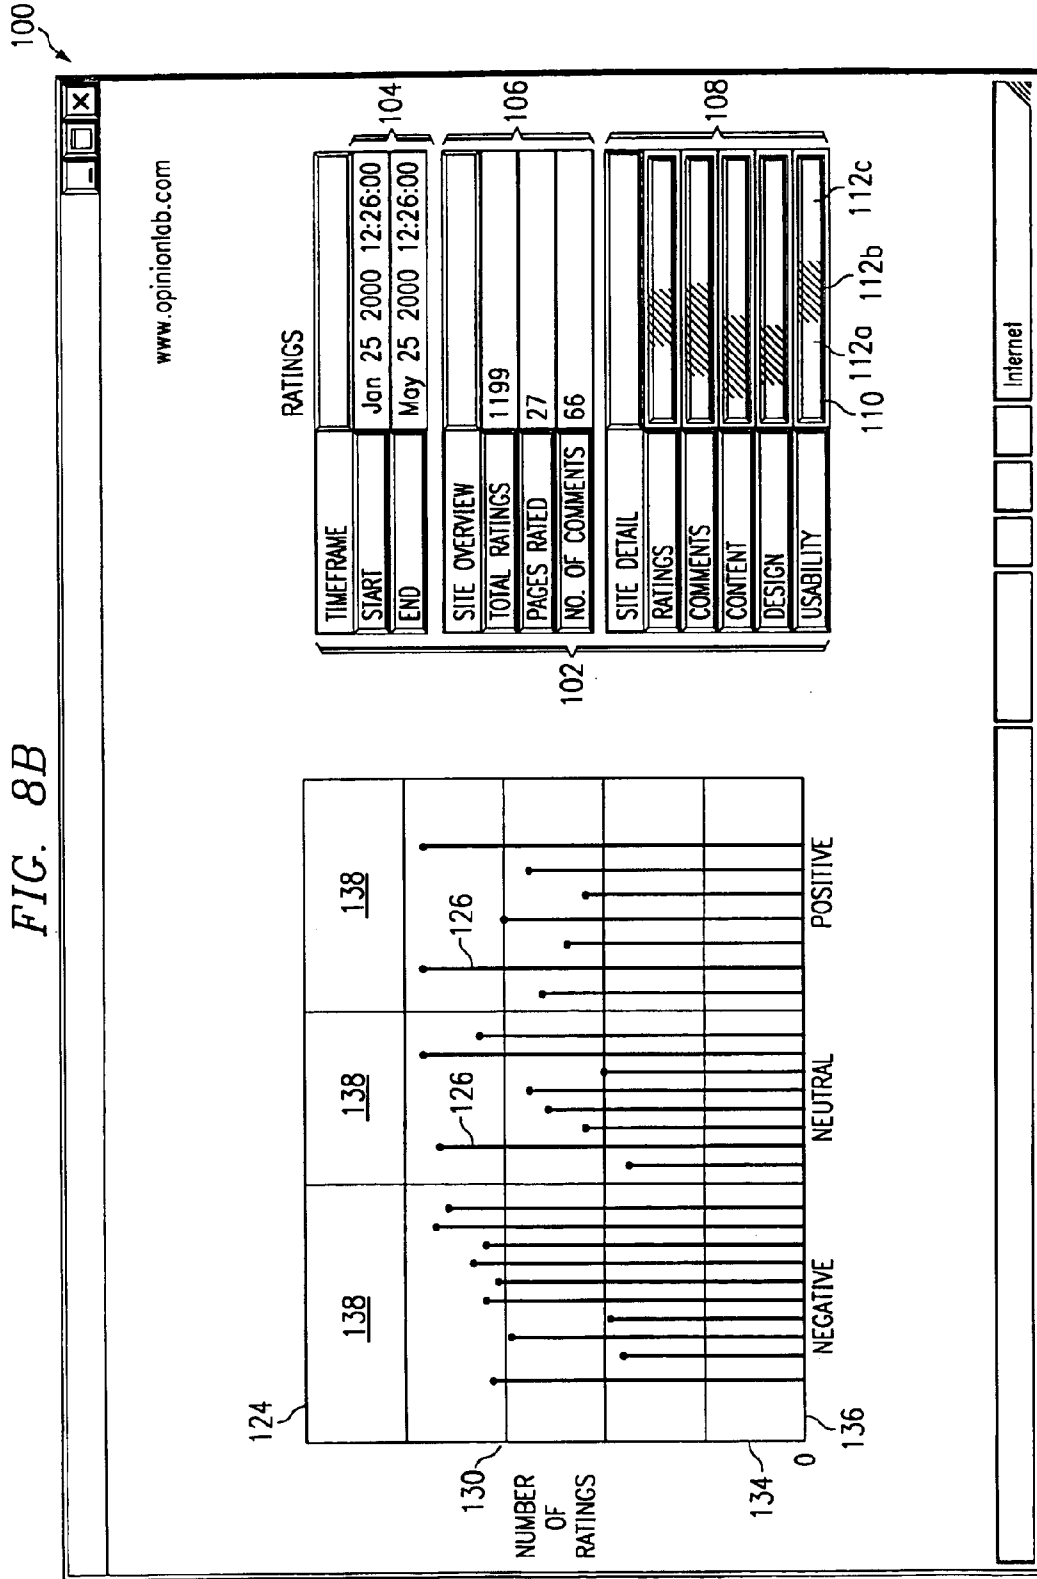 FIG. 8B
100
www.opinionlab.com
124
138
138
138
126
126
130
NUMBER
OF
RATINGS
134
0
136
NEGATIVE
NEUTRAL
POSITIVE
RATINGS
102
TIMEFRAME
START Jan 25 2000 12:26:00
END May 25 2000 12:26:00
104
SITE OVERVIEW
TOTAL RATINGS 1199
PAGES RATED 27
NO. OF COMMENTS 66
106
SITE DETAIL
RATINGS
COMMENTS
CONTENT
DESIGN
USABILITY
108
110
112a
112b
112c
Internet